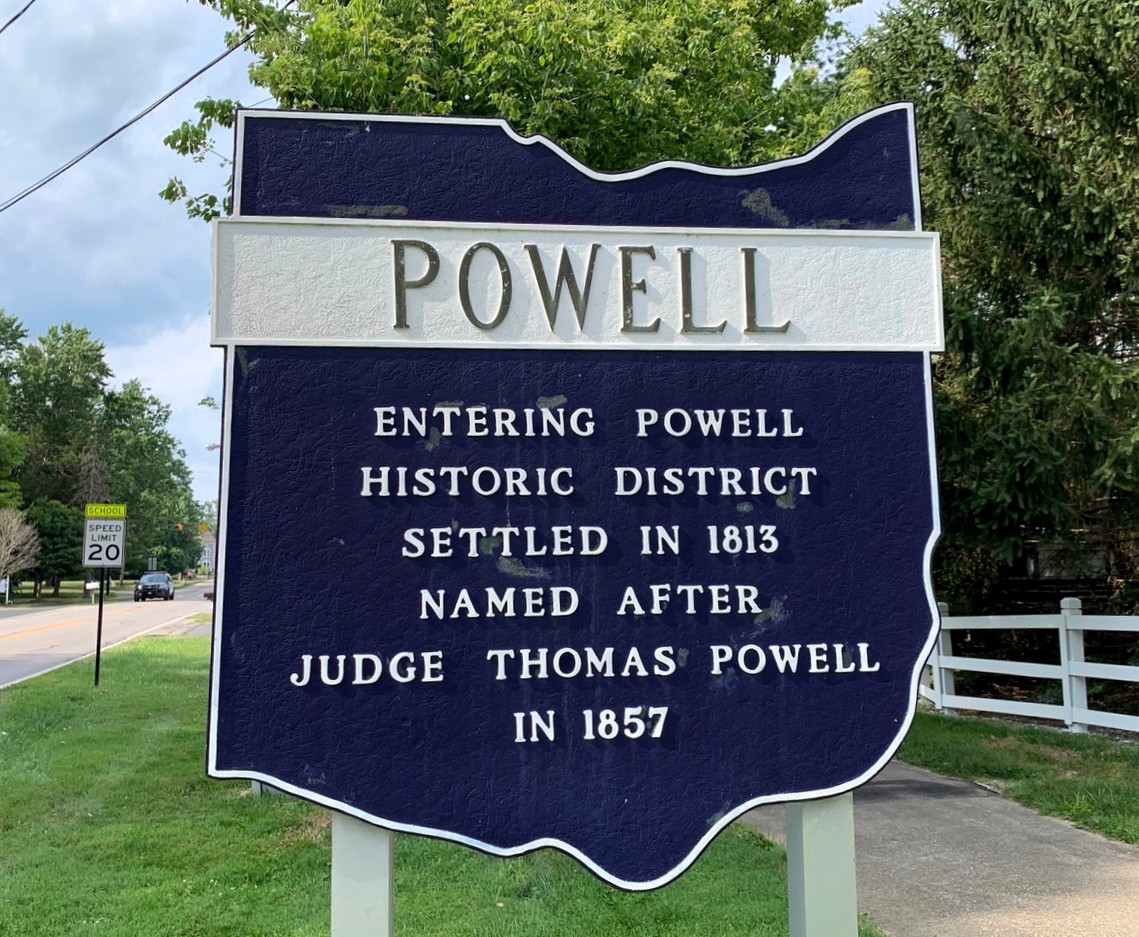 POWELL
ENTERING POWELL
HISTORIC DISTRICT
SETTLED IN 1813
NAMED AFTER
JUDGE THOMAS POWELL
IN 1857
SCHOOL
SPEED
LIMIT
20